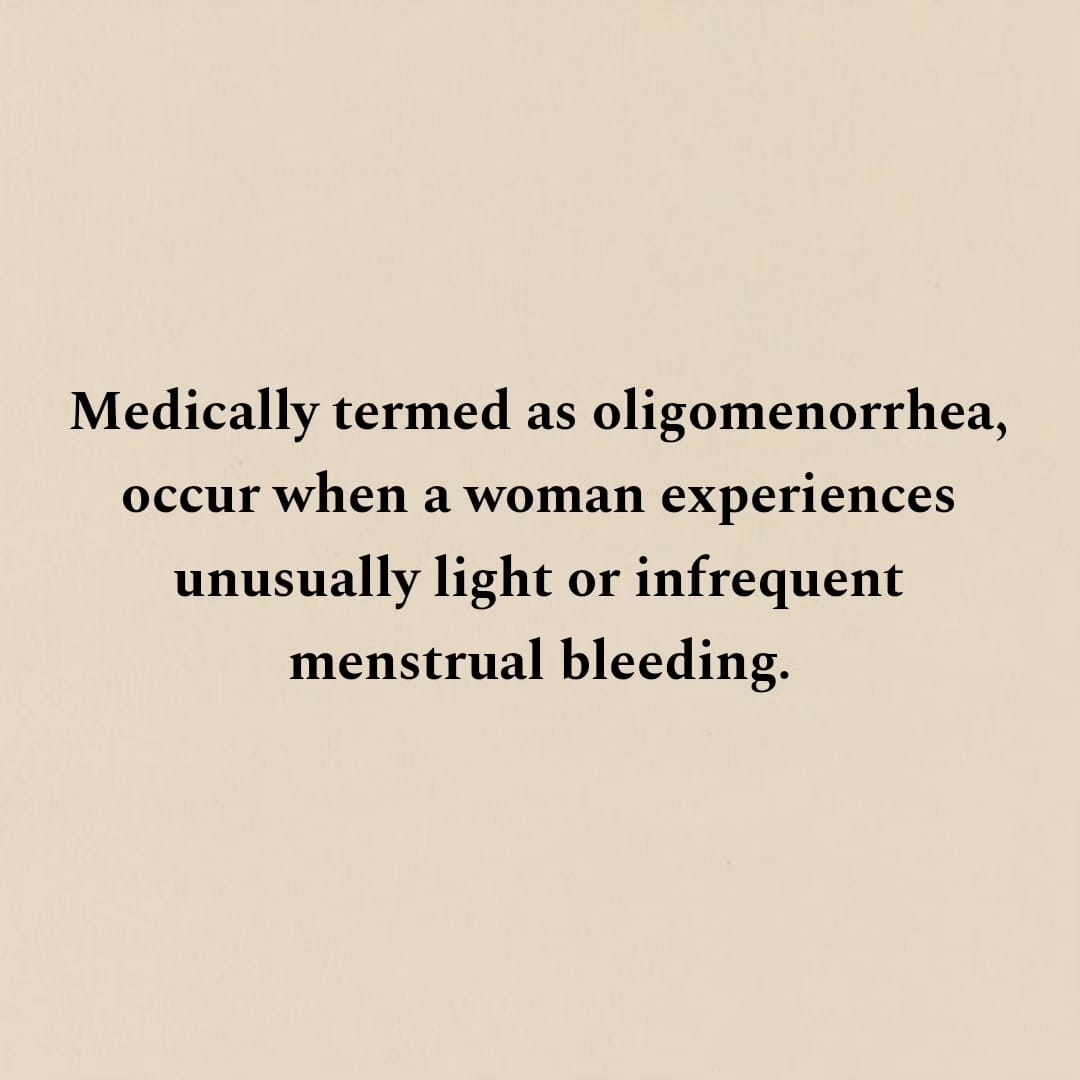 Medically termed as oligomenorrhea,
occur when a woman experiences
unusually light or infrequent
menstrual bleeding.